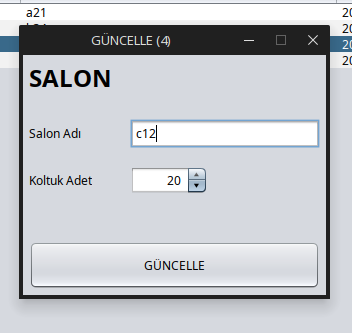 a21
GÜNCELLE (4)
SALON
Salon Adı
c12
Koltuk Adet
20
GÜNCELLE